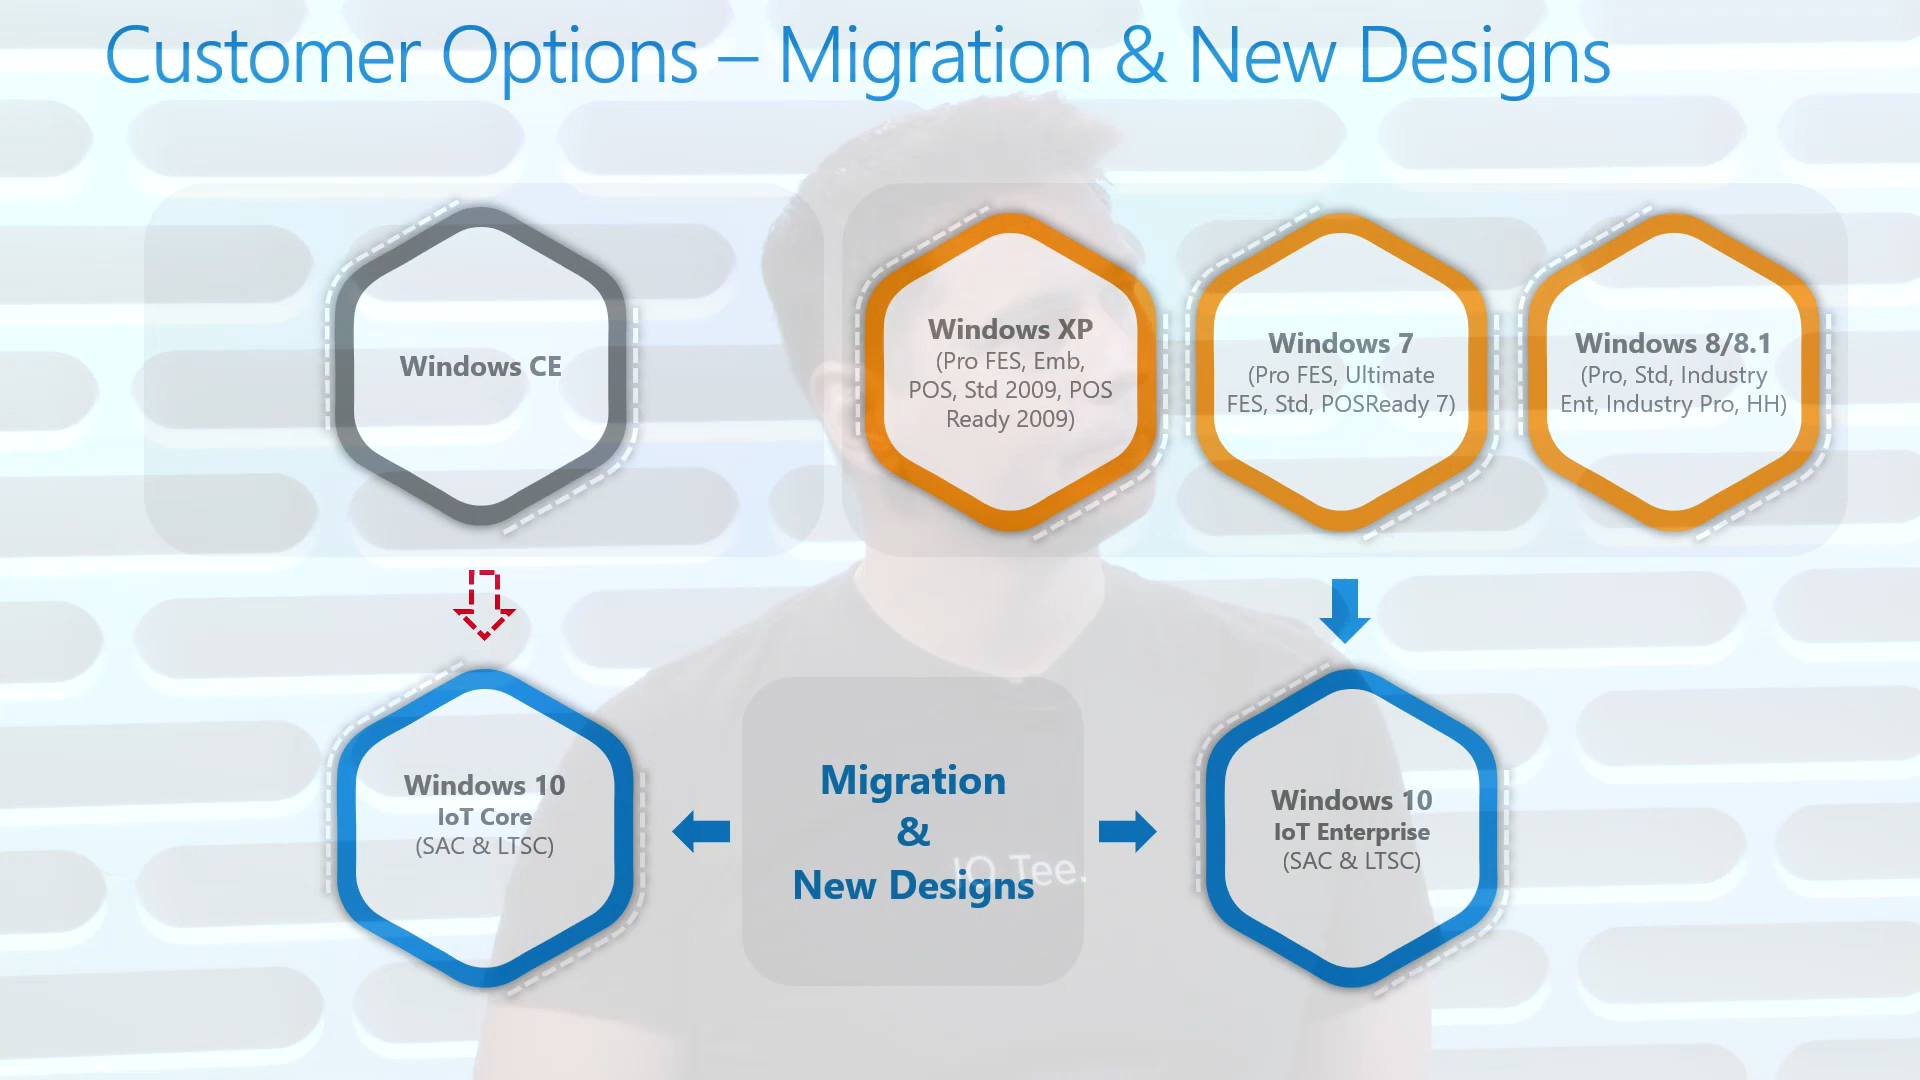 Customer Options – Migration & New Designs
Windows CE
Windows XP
(Pro FES, Emb,
POS, Std 2009, POS
Ready 2009)
Windows 7
(Pro FES, Ultimate
FES, Std, POSReady 7)
Windows 8/8.1
(Pro, Std, Industry
Ent, Industry Pro, HH)
Windows 10
IoT Core
(SAC & LTSC)
Migration
&
New Designs
Tee.
Windows 10
IoT Enterprise
(SAC & LTSC)